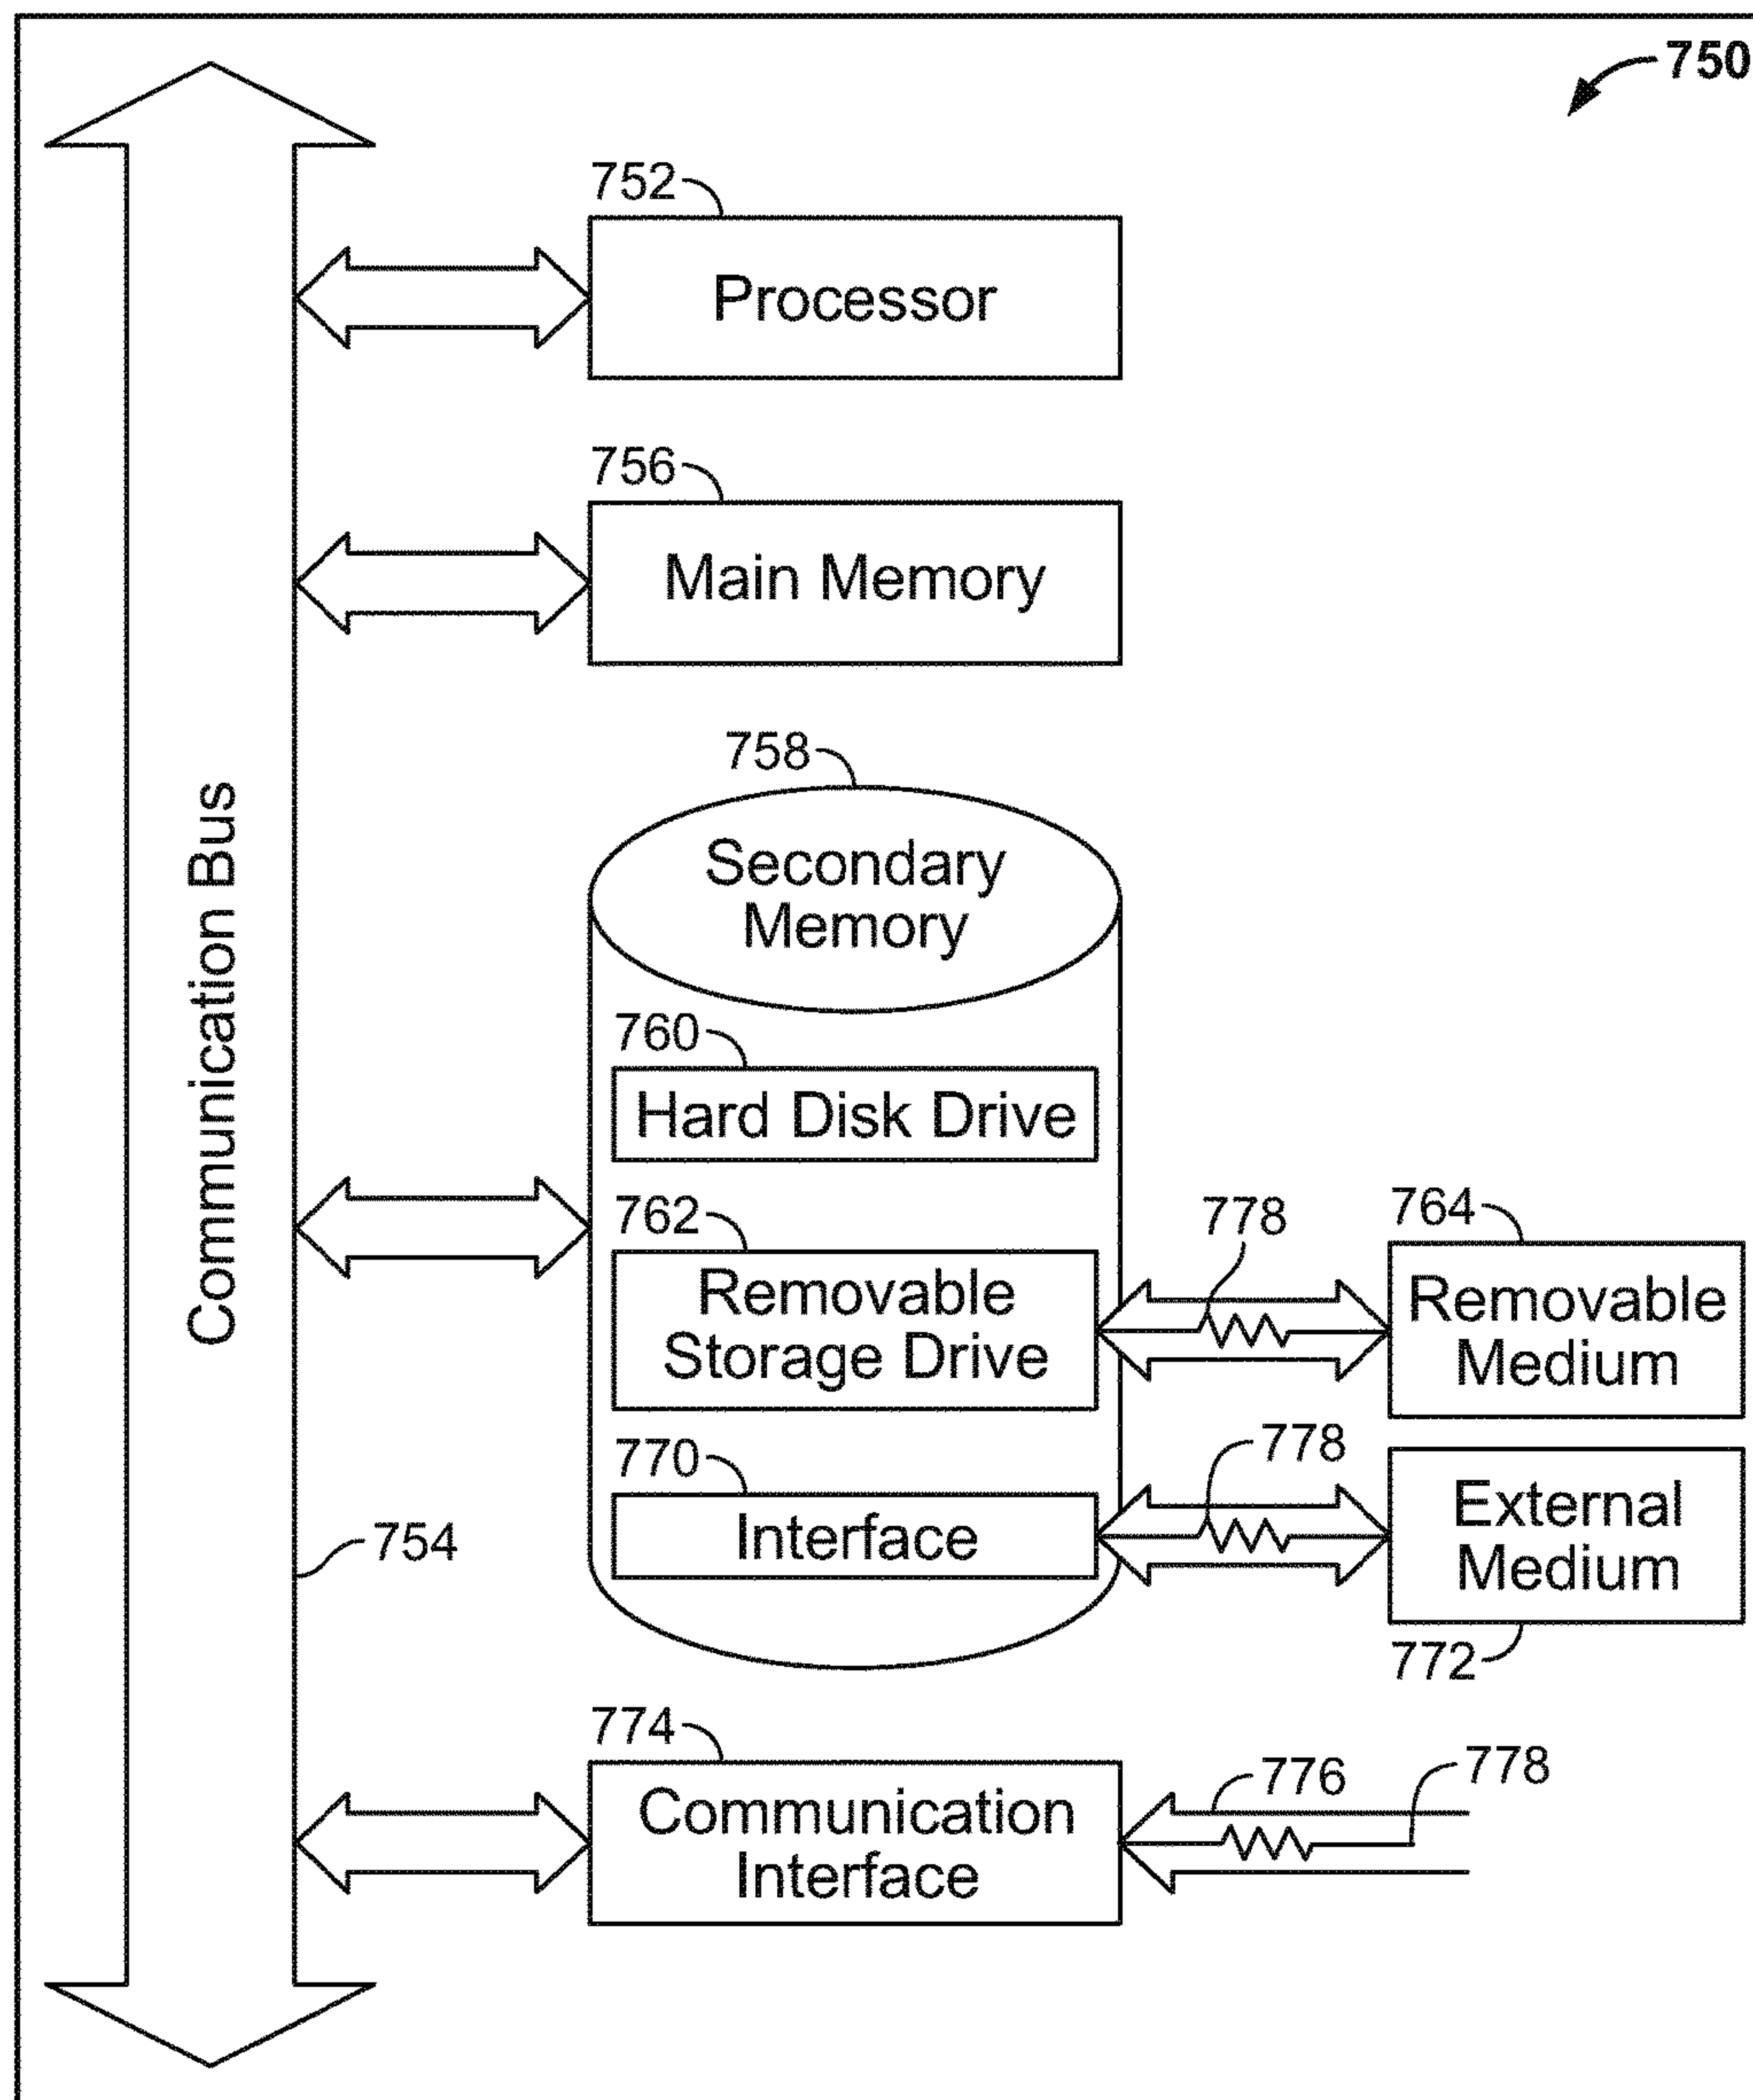 750
752
Processor
756
Main Memory
Communication Bus
758
Secondary
Memory
760
Hard Disk Drive
762
Removable
Storage Drive
778
764
Removable
Medium
770
Interface
778
External
Medium
772
754
774
Communication
Interface
776
778